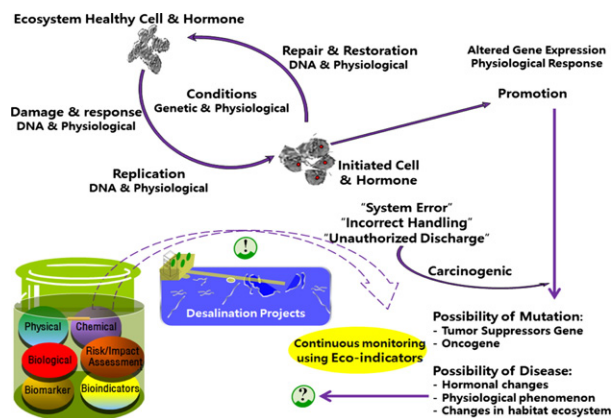 Ecosystem Healthy Cell & Hormone
Repair & Restoration
DNA & Physiological
Altered Gene Expression
Physiological Response
Conditions
Genetic & Physiological
Promotion
Damage & response
DNA & Physiological
Replication
DNA & Physiological
Initiated Cell
& Hormone
“System Error”
“Incorrect Handling”
“Unauthorized Discharge”
Carcinogenic
!
Desalination Projects
Physical
Chemical
Biological
Risk/Impact
Assessment
Biomarker
Bioindicators
Continuous monitoring
using Eco-indicators
Possibility of Mutation:
- Tumor Suppressors Gene
- Oncogene
Possibility of Disease:
- Hormonal changes
- Physiological phenomenon
- Changes in habitat ecosystem
?